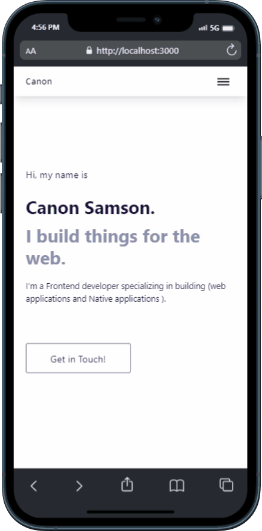 4:56 PM 5G
AA http://localhost:3000
Canon
Hi, my name is
Canon Samson.
I build things for the
web.
I'm a Frontend developer specializing in building (web
applications and Native applications ).
Get in Touch!